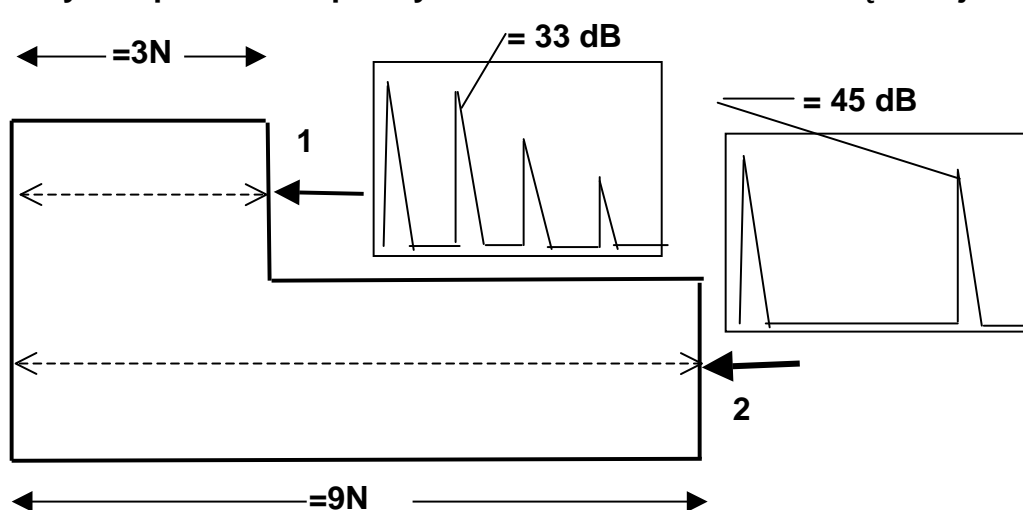 =3N
= 33 dB
= 45 dB
1
2
=9N